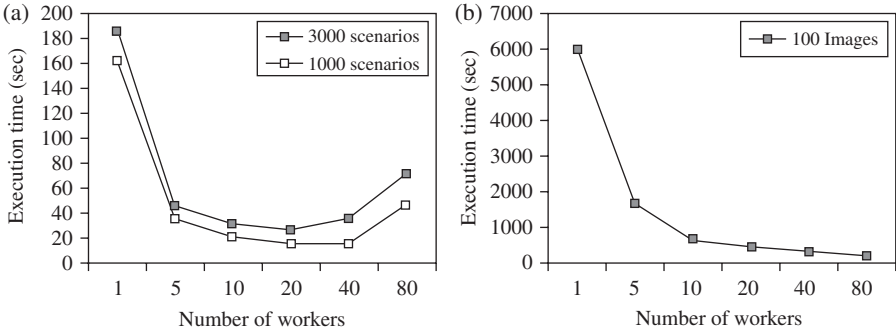 (a)
Execution time (sec)
200
180
160
140
120
100
80
60
40
20
0
3000 scenarios
1000 scenarios
1 5 10 20 40 80
Number of workers
(b)
Execution time (sec)
7000
6000
5000
4000
3000
2000
1000
0
100 Images
1 5 10 20 40 80
Number of workers